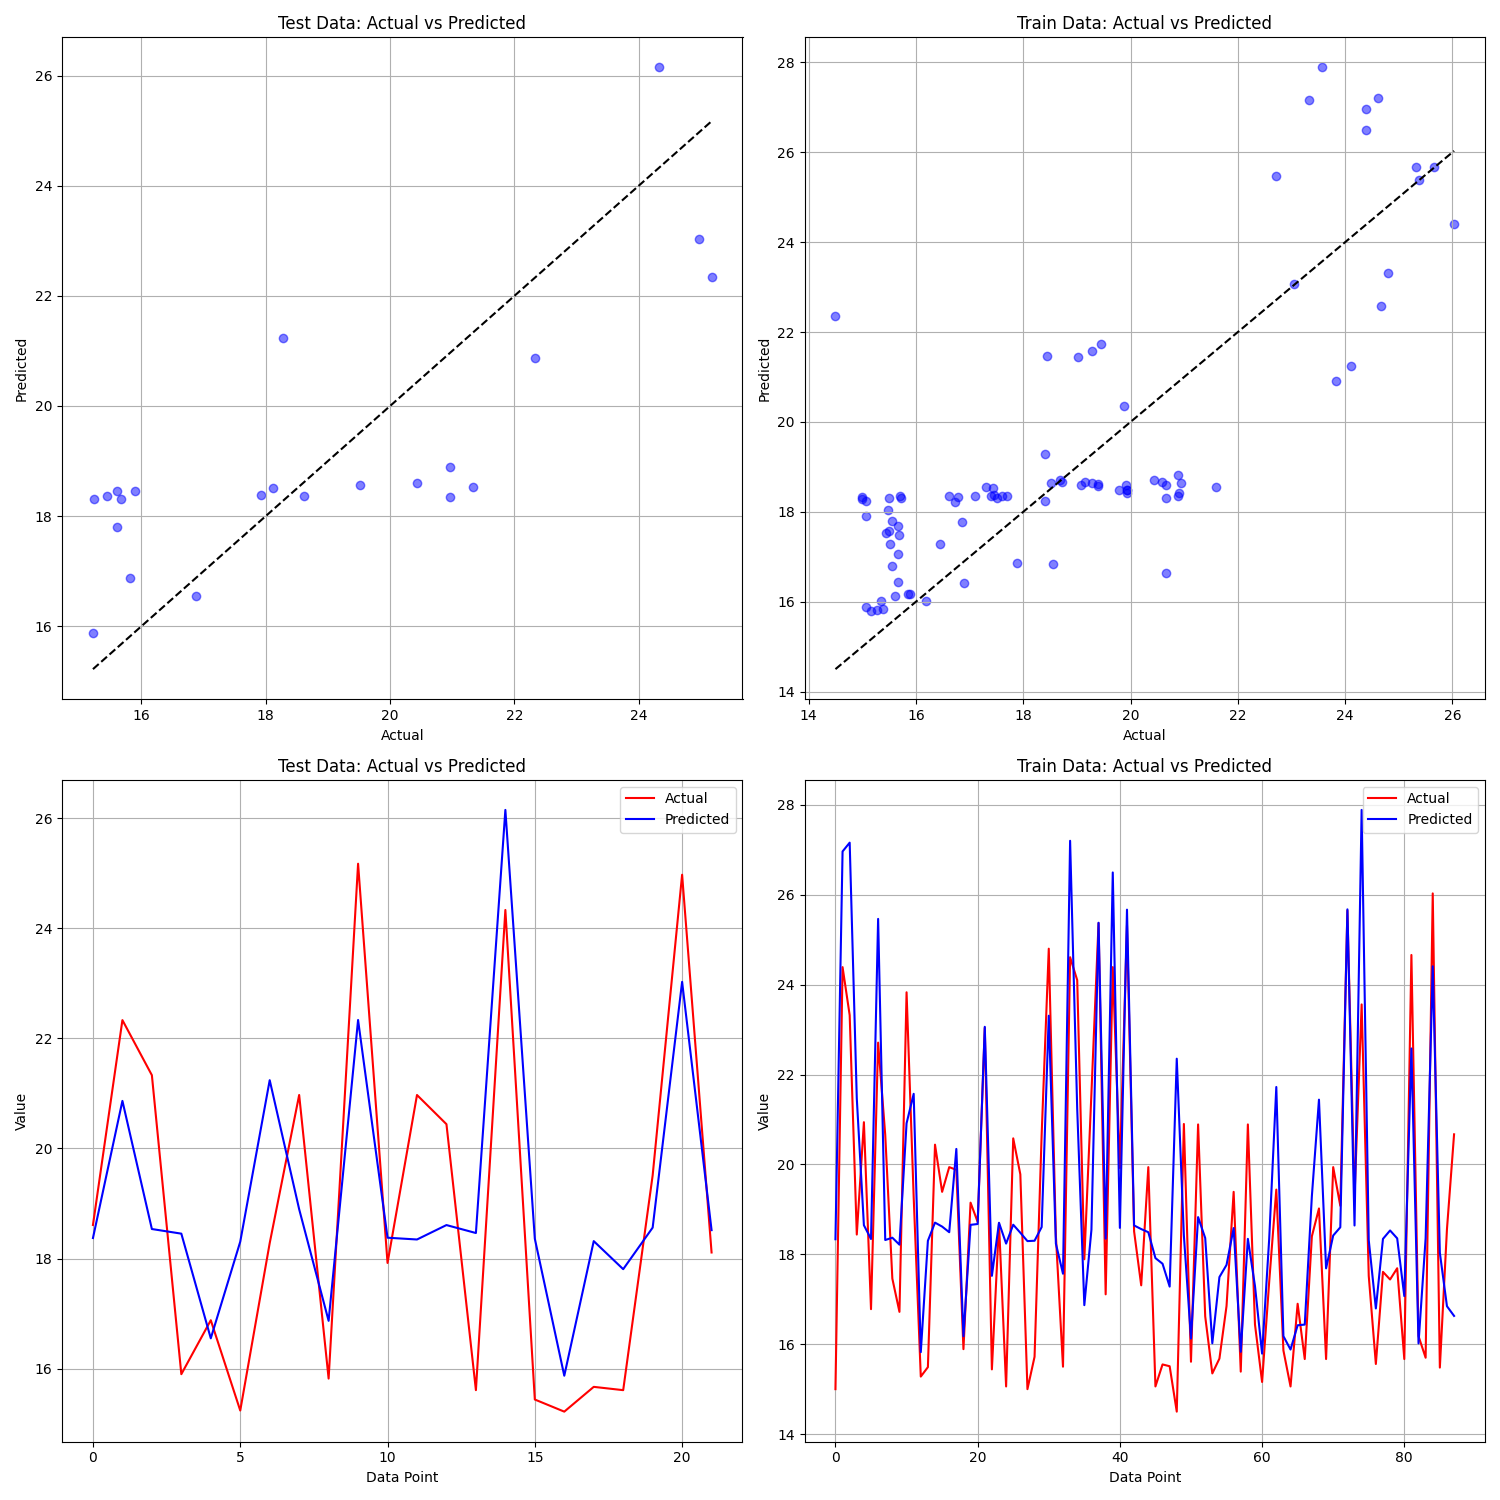 Test Data: Actual vs Predicted
26
24
22
20
18
16
Predicted
16 18 20 22 24
Actual
Train Data: Actual vs Predicted
28
26
24
22
20
18
16
14
Predicted
14 16 18 20 22 24 26
Actual
Test Data: Actual vs Predicted
Actual
Predicted
26
24
22
20
18
16
Value
0 5 10 15 20
Data Point
Train Data: Actual vs Predicted
Actual
Predicted
28
26
24
22
20
18
16
14
Value
0 20 40 60 80
Data Point